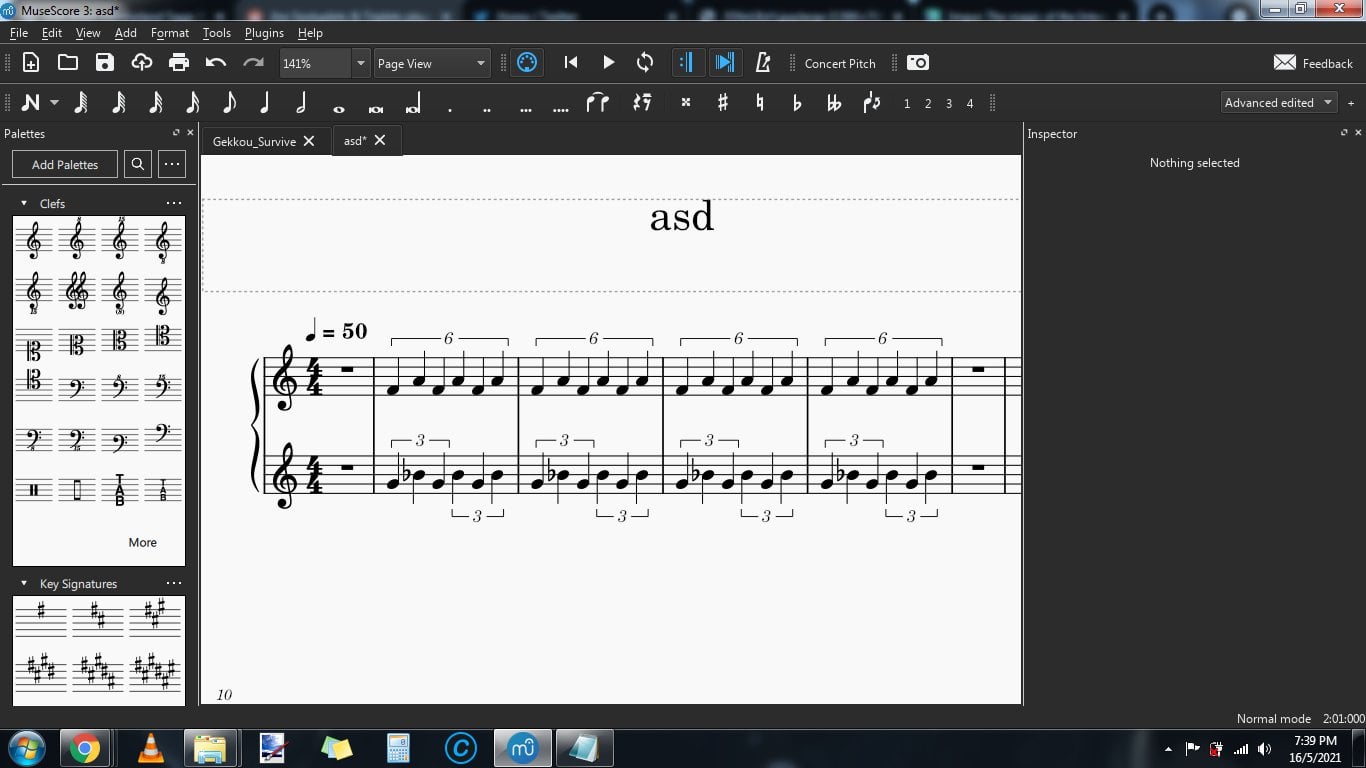 MuseScore 3: asd*
File Edit View Add Format Tools Plugins Help
141% Page View Concert Pitch Feedback
1 2 3 4 Advanced edited +
Palettes
Gekkou_Survive asd*
Inspector
Add Palettes ...
Nothing selected
Clefs ...
asd
= 50
6 6 6 6
4
4
3 3 3 3
4
4
3 3 3 3
More
Key Signatures ...
10
Normal mode 2:01:000
7:39 PM
16/5/2021